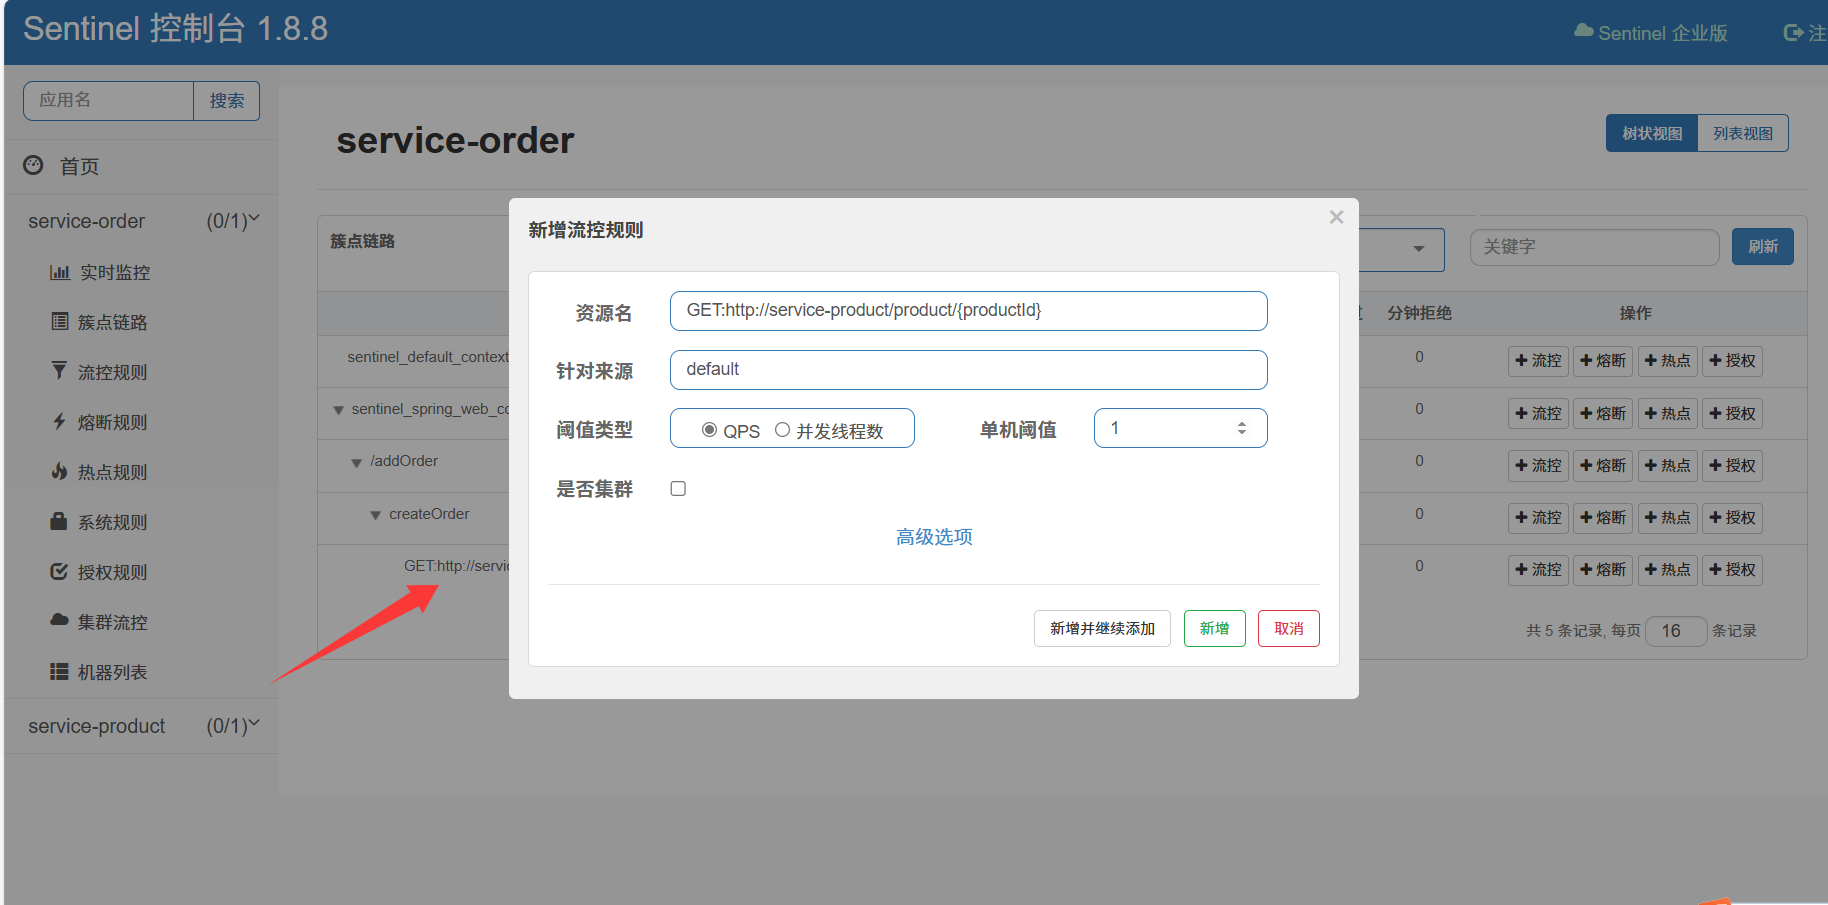 Sentinel 控制台 1.8.8
Sentinel 企业版
注
应用名
搜索
首页
service-order (0/1)
实时监控
簇点链路
流控规则
熔断规则
热点规则
系统规则
授权规则
集群流控
机器列表
service-product (0/1)
service-order
树状视图 列表视图
簇点链路
关键字
刷新
分钟拒绝 操作
sentinel_default_context 0 流控 熔断 热点 授权
sentinel_spring_web_co 0 流控 熔断 热点 授权
/addOrder 0 流控 熔断 热点 授权
createOrder 0 流控 熔断 热点 授权
GET:http://servic 0 流控 熔断 热点 授权
共 5 条记录, 每页 16 条记录
新增流控规则
×
资源名 GET:http://service-product/product/{productId}
针对来源 default
阈值类型 QPS 并发线程数 单机阈值 1
是否集群
高级选项
新增并继续添加 新增 取消